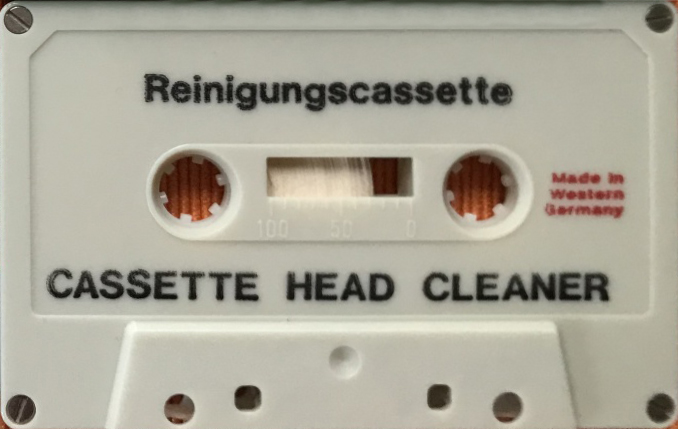 Reinigungscassette
100 50 0
Made in
Western
Germany
CASSETTE HEAD CLEANER